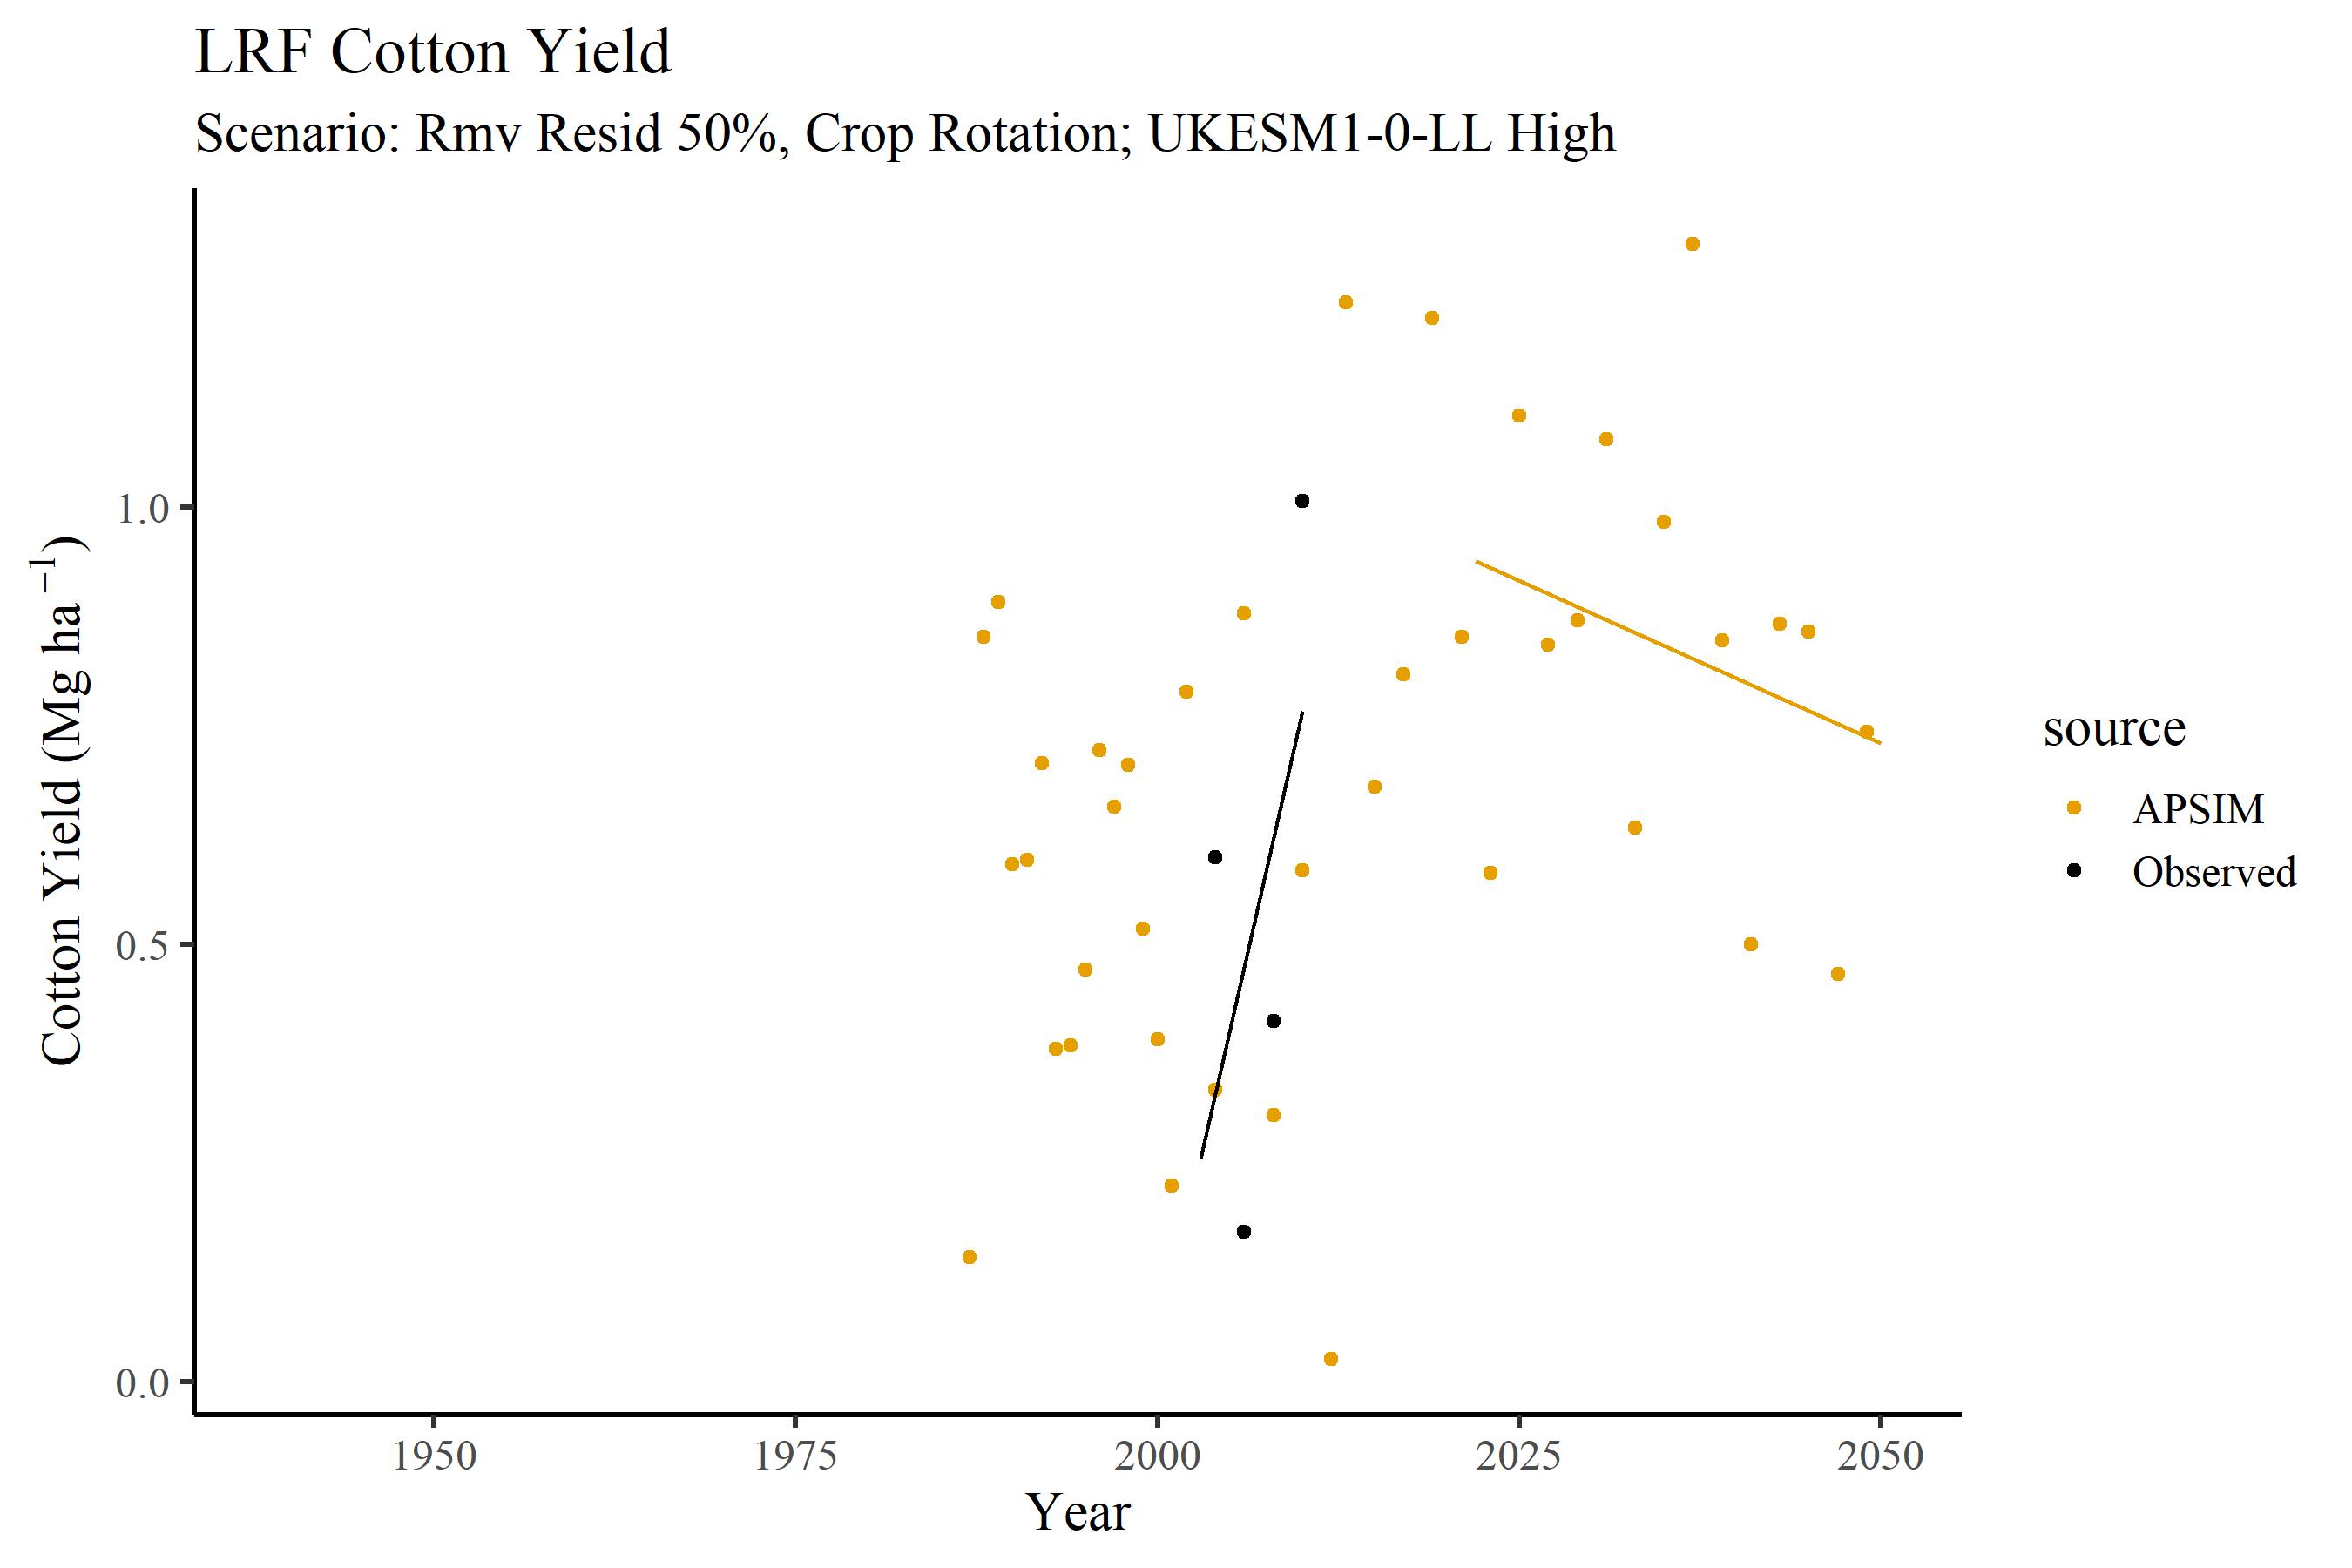 LRF Cotton Yield
Scenario: Rmv Resid 50%, Crop Rotation; UKESM1-0-LL High
Cotton Yield (Mg ha⁻¹)
1.0
0.5
0.0
1950 1975 2000 2025 2050
Year
source
APSIM
Observed